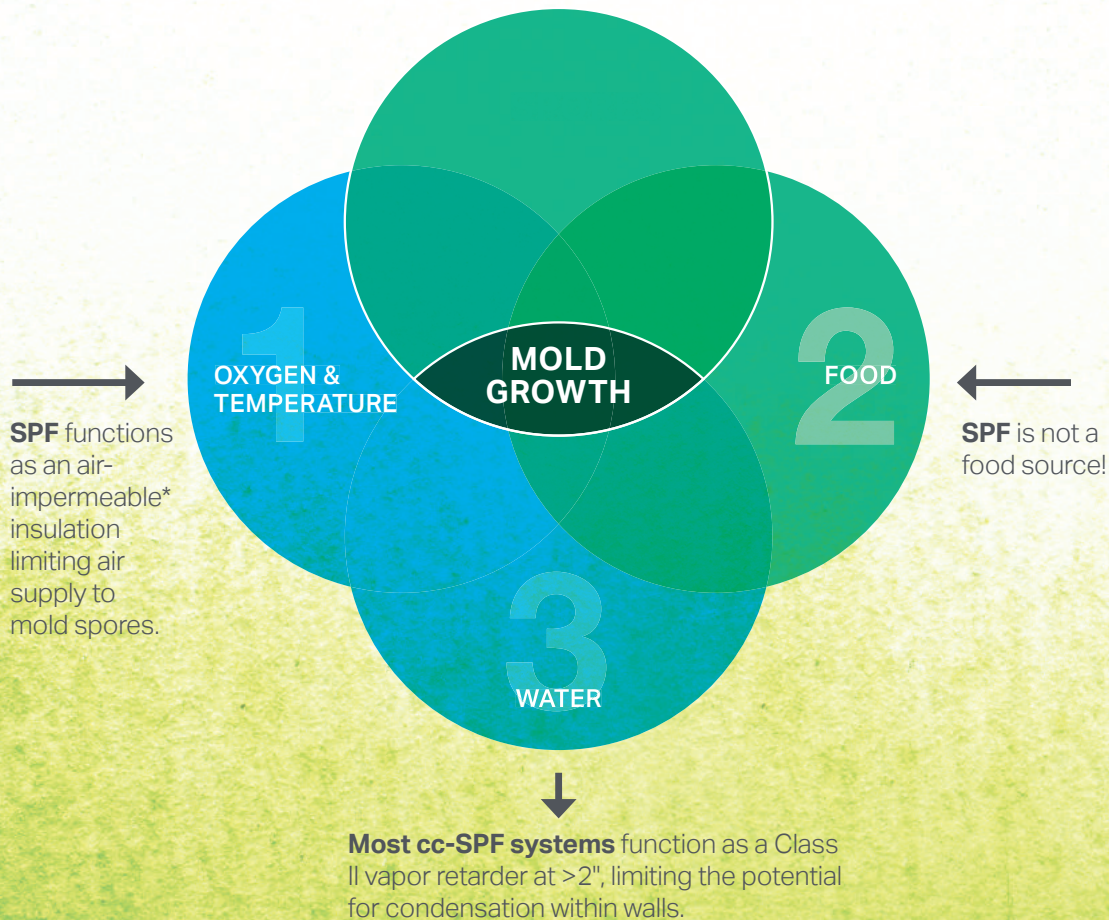 MOLD
GROWTH
1
OXYGEN &
TEMPERATURE
2
FOOD
SPF functions
as an air-
impermeable*
insulation
limiting air
supply to
mold spores.
SPF is not a
food source!
3
WATER
Most cc-SPF systems function as a Class
II vapor retarder at >2", limiting the potential
for condensation within walls.